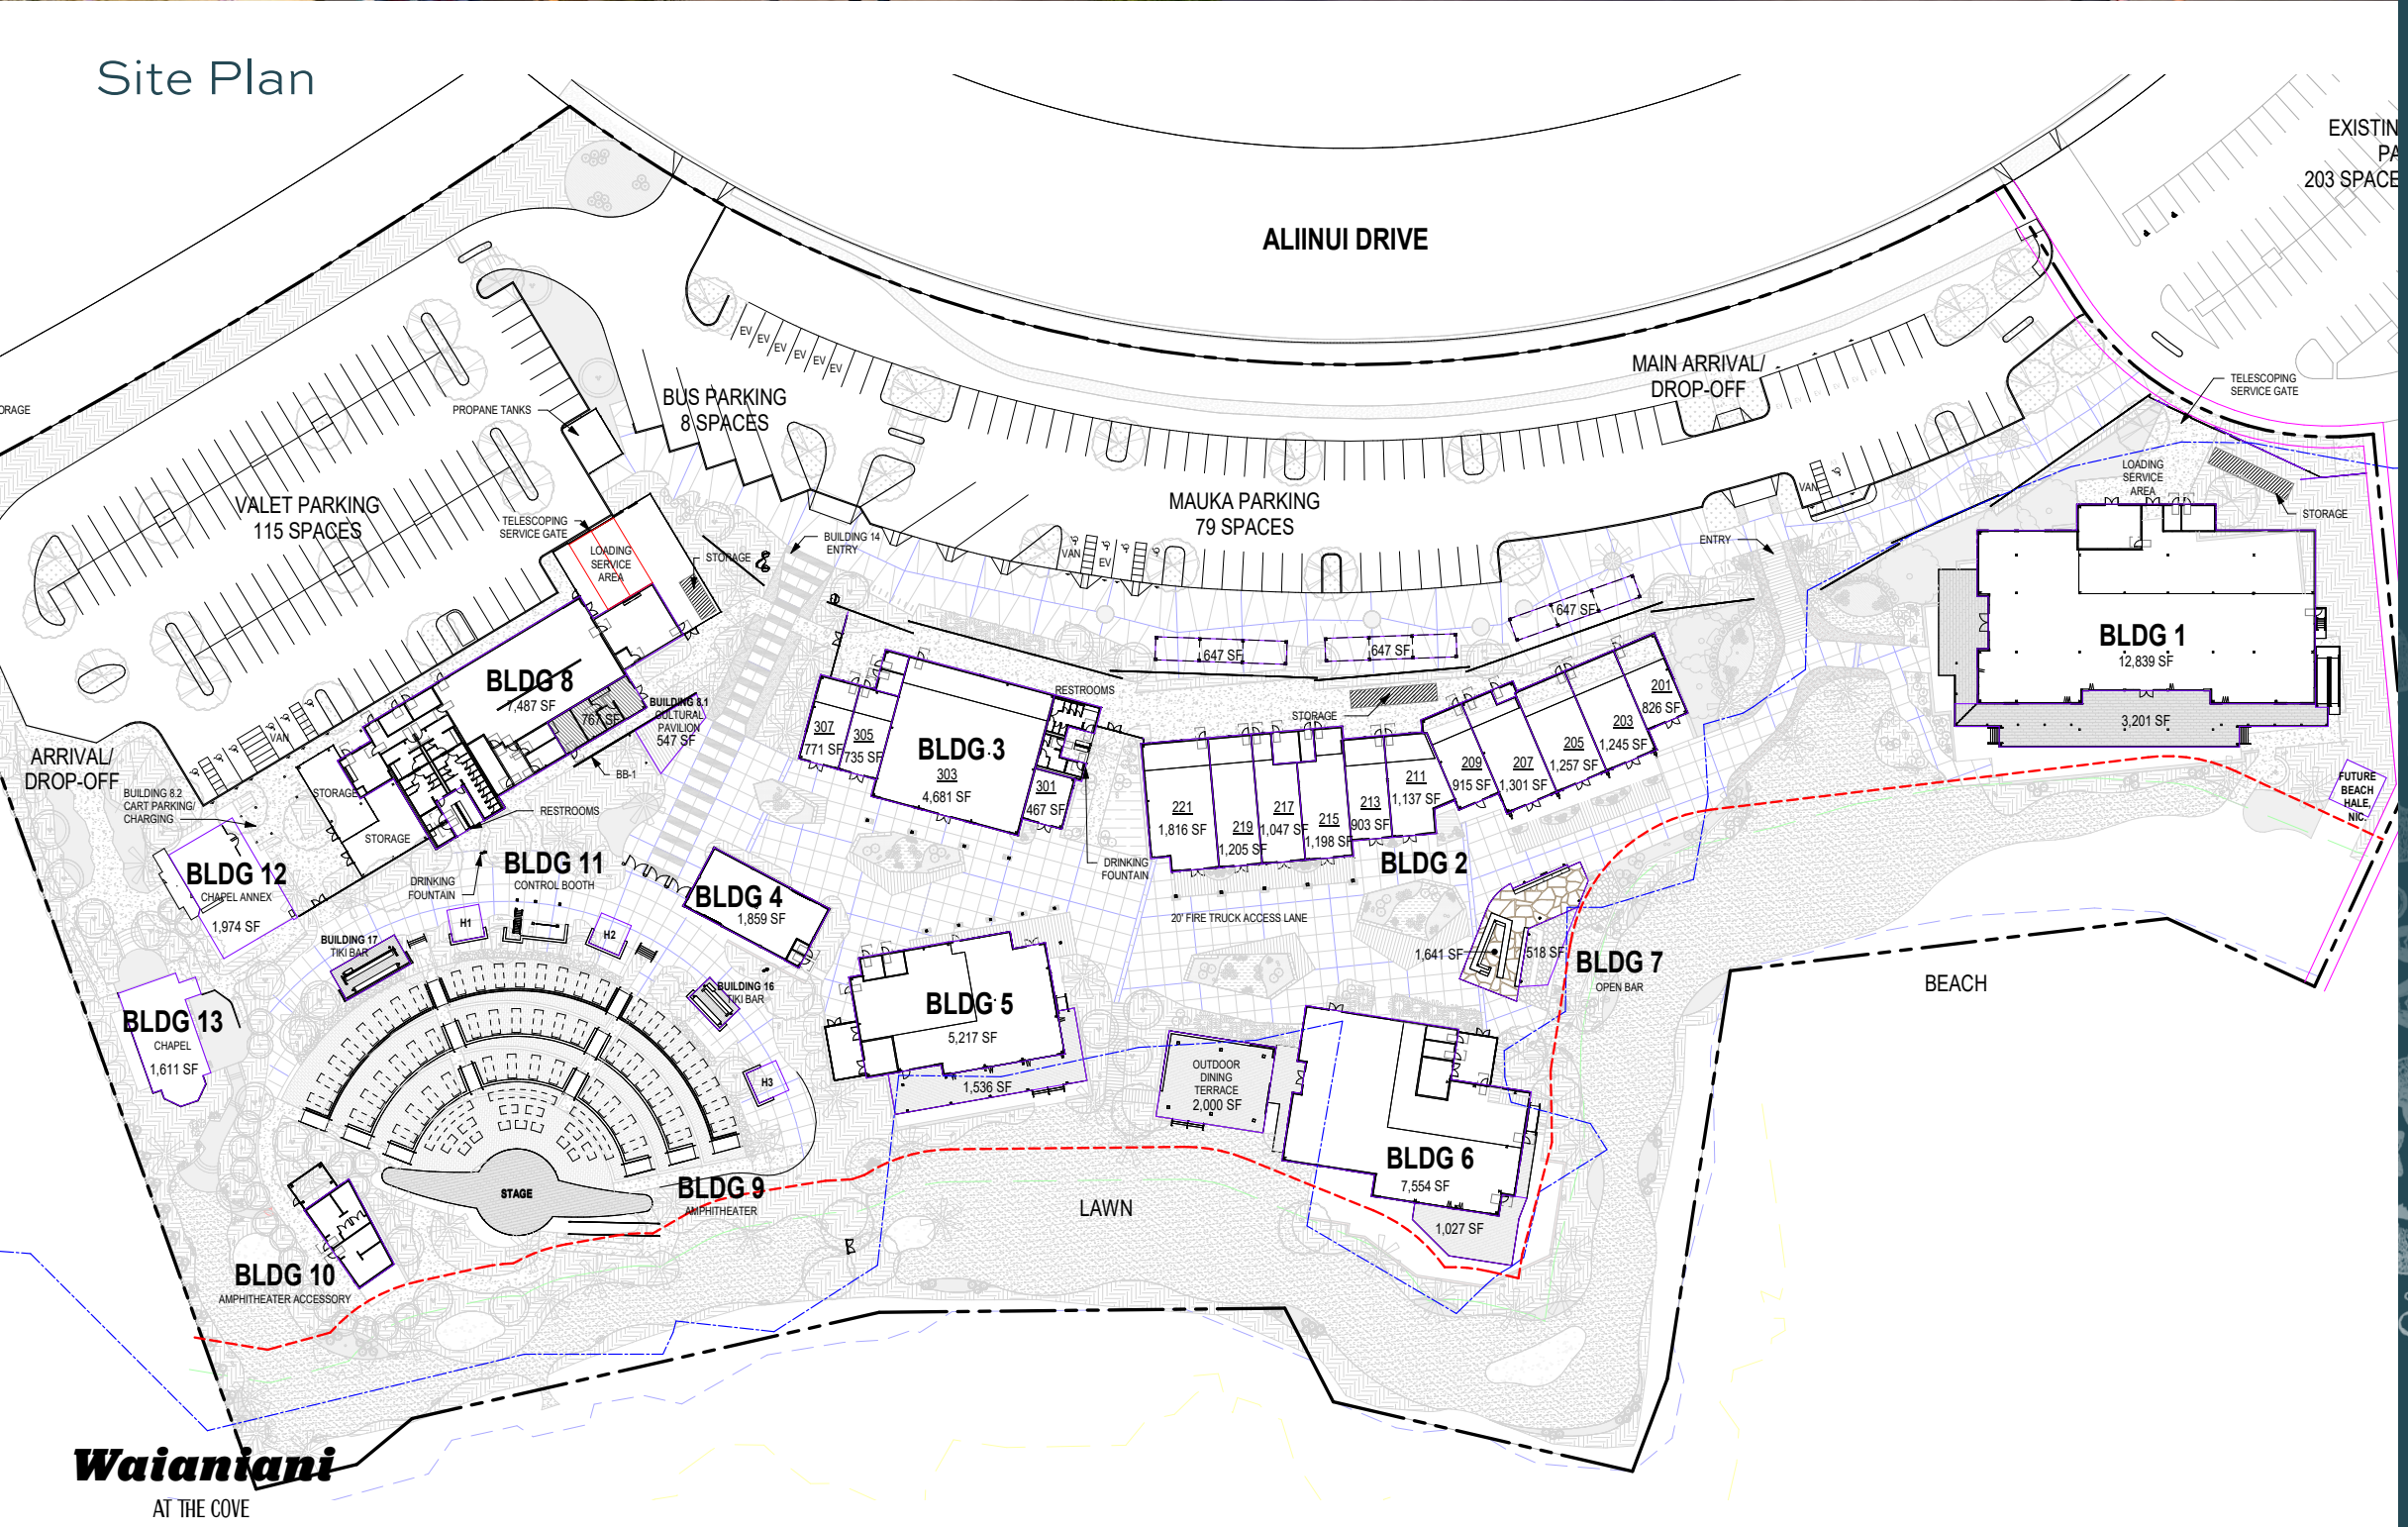 Site Plan
EXISTIN
PA
203 SPACE
ALIINUI DRIVE
EV
EV
EV
EV
EV
EV
MAIN ARRIVAL/
DROP-OFF
TELESCOPING
SERVICE GATE
BUS PARKING
8 SPACES
PROPANE TANKS
ORAGE
VALET PARKING
115 SPACES
TELESCOPING
SERVICE GATE
LOADING
SERVICE
AREA
STORAGE
BUILDING 14
ENTRY
MAUKA PARKING
79 SPACES
VAN
EV
VAN
ENTRY
LOADING
SERVICE
AREA
STORAGE
BLDG 1
12,839 SF
3,201 SF
FUTURE
BEACH
HALE,
NIC.
647 SF
647 SF
647 SF
STORAGE
BLDG 8
7,487 SF
767 SF
BUILDING 8.1
CULTURAL
PAVILION
547 SF
BB-1
VAN
ARRIVAL/
DROP-OFF
BUILDING 8.2
CART PARKING/
CHARGING
STORAGE
STORAGE
RESTROOMS
DRINKING
FOUNTAIN
307
771 SF
305
735 SF
BLDG 3
303
4,681 SF
301
467 SF
RESTROOMS
DRINKING
FOUNTAIN
221
1,816 SF
219
1,205 SF
217
1,047 SF
215
1,198 SF
213
903 SF
211
1,137 SF
209
915 SF
207
1,301 SF
205
1,257 SF
203
1,245 SF
201
826 SF
BLDG 2
20' FIRE TRUCK ACCESS LANE
BLDG 12
CHAPEL ANNEX
1,974 SF
BLDG 11
CONTROL BOOTH
BLDG 4
1,859 SF
H1
H2
BUILDING 17
TIKI BAR
BUILDING 16
TIKI BAR
BLDG 5
5,217 SF
1,536 SF
1,641 SF
518 SF
BLDG 7
OPEN BAR
BEACH
BLDG 13
CHAPEL
1,611 SF
H3
OUTDOOR
DINING
TERRACE
2,000 SF
BLDG 6
7,554 SF
1,027 SF
STAGE
BLDG 9
AMPHITHEATER
LAWN
BLDG 10
AMPHITHEATER ACCESSORY
Waianiani
AT THE COVE